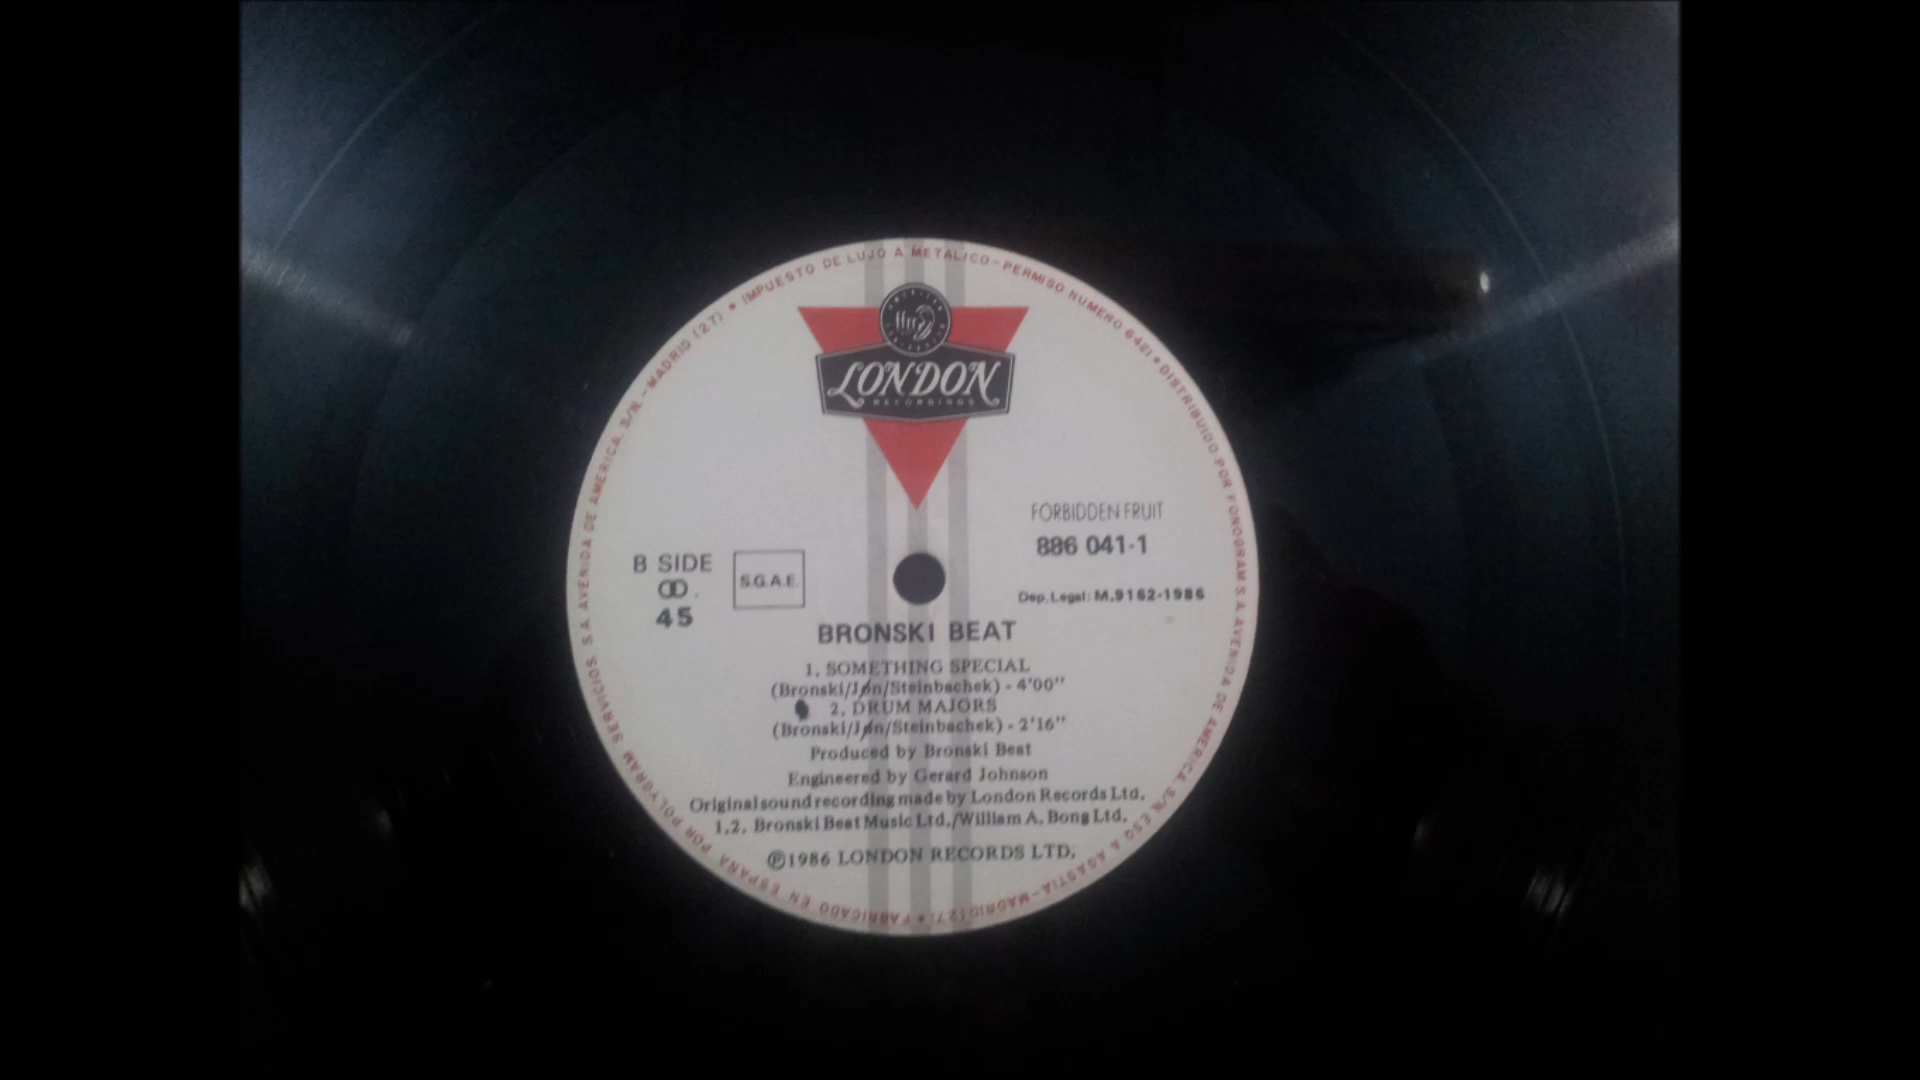 IMPUESTO DE LUJO A METALICO - PERMISO NUMERO 6421 • DISTRIBUIDO POR FONOGRAM S.A. AVENIDA DE AMERICA, S/N. ESQ. A AGASTIA - MADRID (27) • FABRICADO EN ESPAÑA POR POLYGRAM SERVICIOS, S.A. AVENIDA DE AMERICA, S/N. - MADRID (27) •
LONDON
RECORDINGS
FORBIDDEN FRUIT
886 041-1
B SIDE
45
S.G.A.E.
Dep. Legal: M.9162-1986
BRONSKI BEAT
1. SOMETHING SPECIAL
(Bronski/Jøn/Steinbachek) - 4'00"
2. DRUM MAJORS
(Bronski/Jøn/Steinbachek) - 2'16"
Produced by Bronski Beat
Engineered by Gerard Johnson
Original sound recording made by London Records Ltd.
1.2. Bronski Beat Music Ltd./William A. Bong Ltd.
Ⓟ1986 LONDON RECORDS LTD.